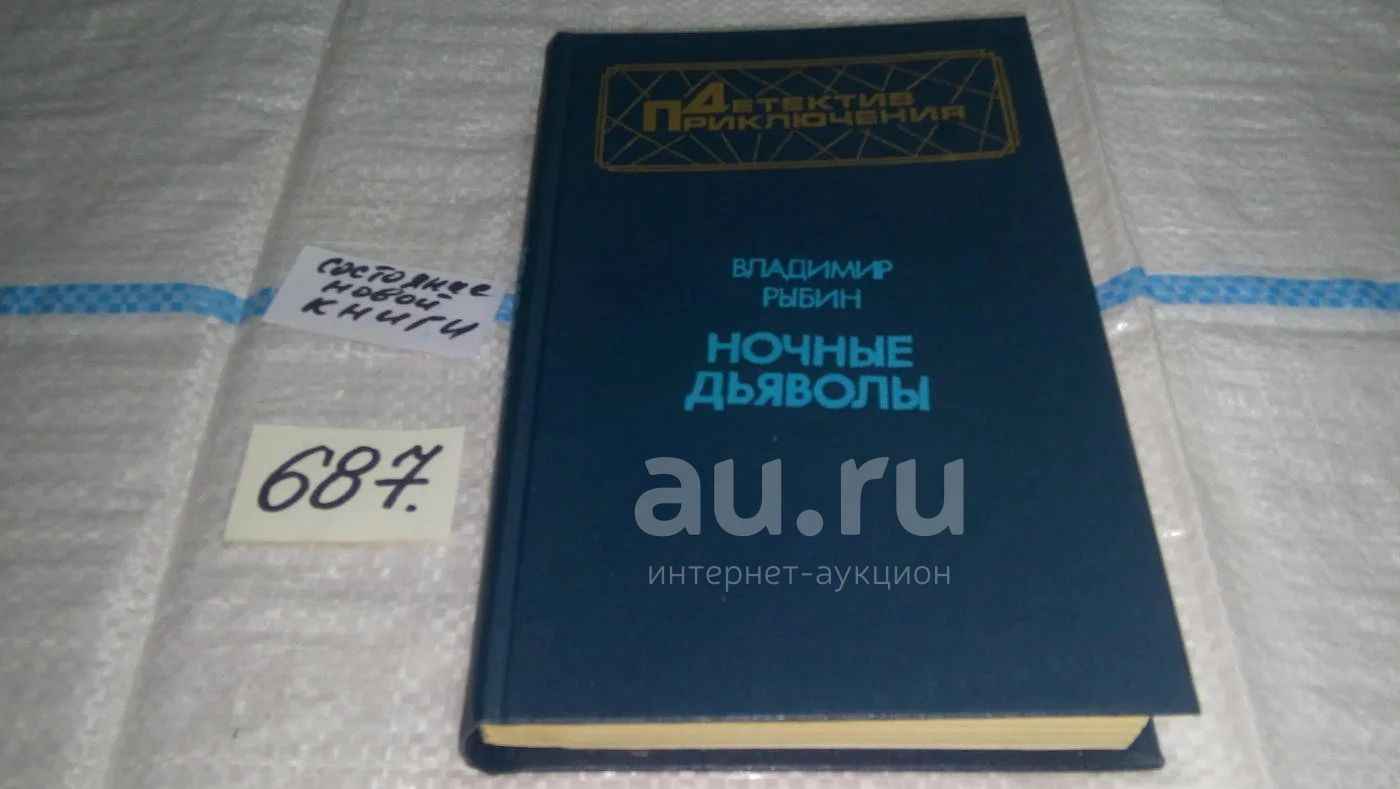 Детектив
Приключения
ВЛАДИМИР
РЫБИН
НОЧНЫЕ
ДЬЯВОЛЫ
состояние
новой
книги
687.
au.ru
интернет-аукцион